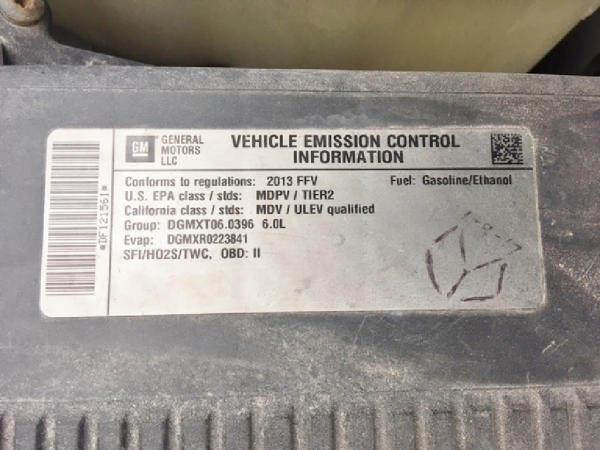 GM
GENERAL
MOTORS
LLC
VEHICLE EMISSION CONTROL
INFORMATION
Conforms to regulations: 2013 FFV Fuel: Gasoline/Ethanol
U.S. EPA class / stds: MDPV / TIER2
California class / stds: MDV / ULEV qualified
Group: DGMXT06.0396 6.0L
Evap: DGMXR0223841
SFI/HO2S/TWC, OBD: II
*DF121561*